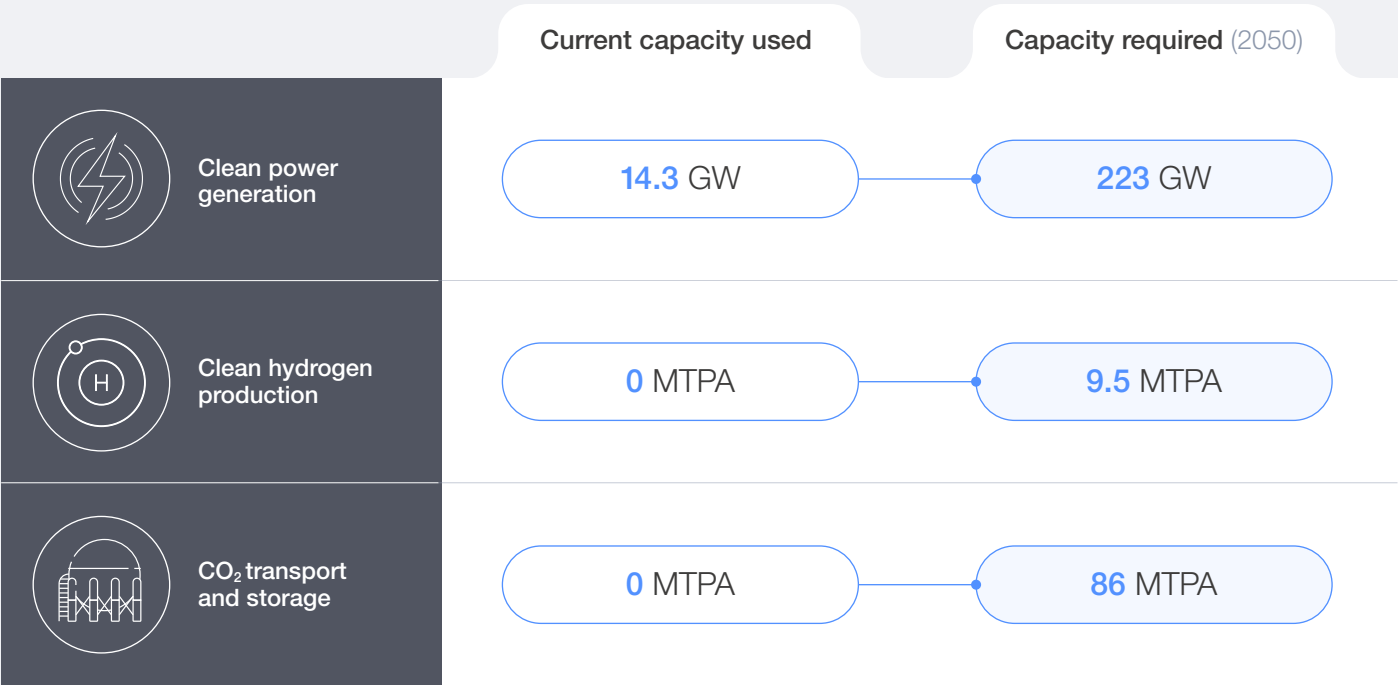 Current capacity used
Capacity required (2050)
Clean power
generation
14.3 GW
223 GW
H
Clean hydrogen
production
0 MTPA
9.5 MTPA
CO₂ transport
and storage
0 MTPA
86 MTPA